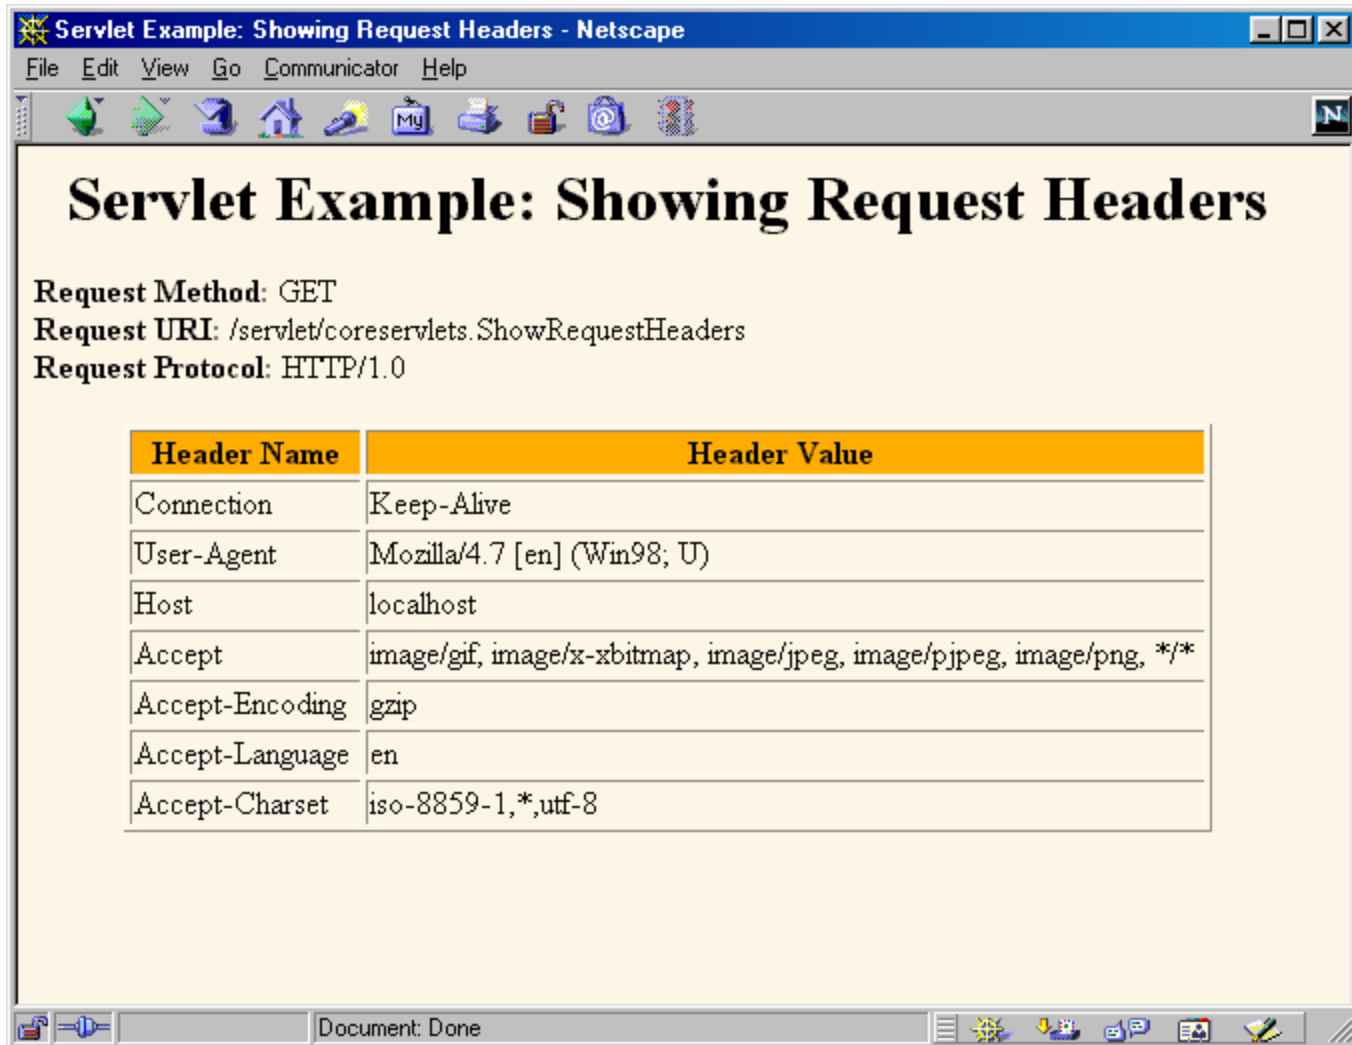 Servlet Example: Showing Request Headers - Netscape
File Edit View Go Communicator Help
My
N
Servlet Example: Showing Request Headers
Request Method: GET
Request URI: /servlet/coreservlets.ShowRequestHeaders
Request Protocol: HTTP/1.0
Header Name Header Value
Connection Keep-Alive
User-Agent Mozilla/4.7 [en] (Win98; U)
Host localhost
Accept image/gif, image/x-xbitmap, image/jpeg, image/pjpeg, image/png, */*
Accept-Encoding gzip
Accept-Language en
Accept-Charset iso-8859-1,*,utf-8
Document: Done